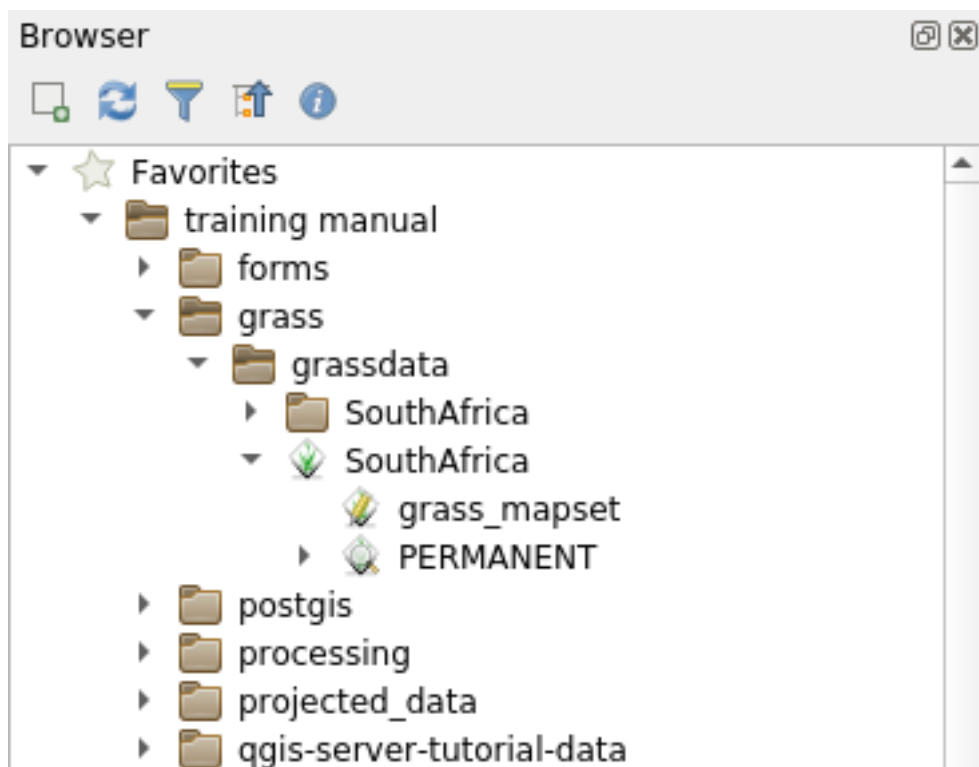 Browser
Favorites
training manual
forms
grass
grassdata
SouthAfrica
SouthAfrica
grass_mapset
PERMANENT
postgis
processing
projected_data
qgis-server-tutorial-data